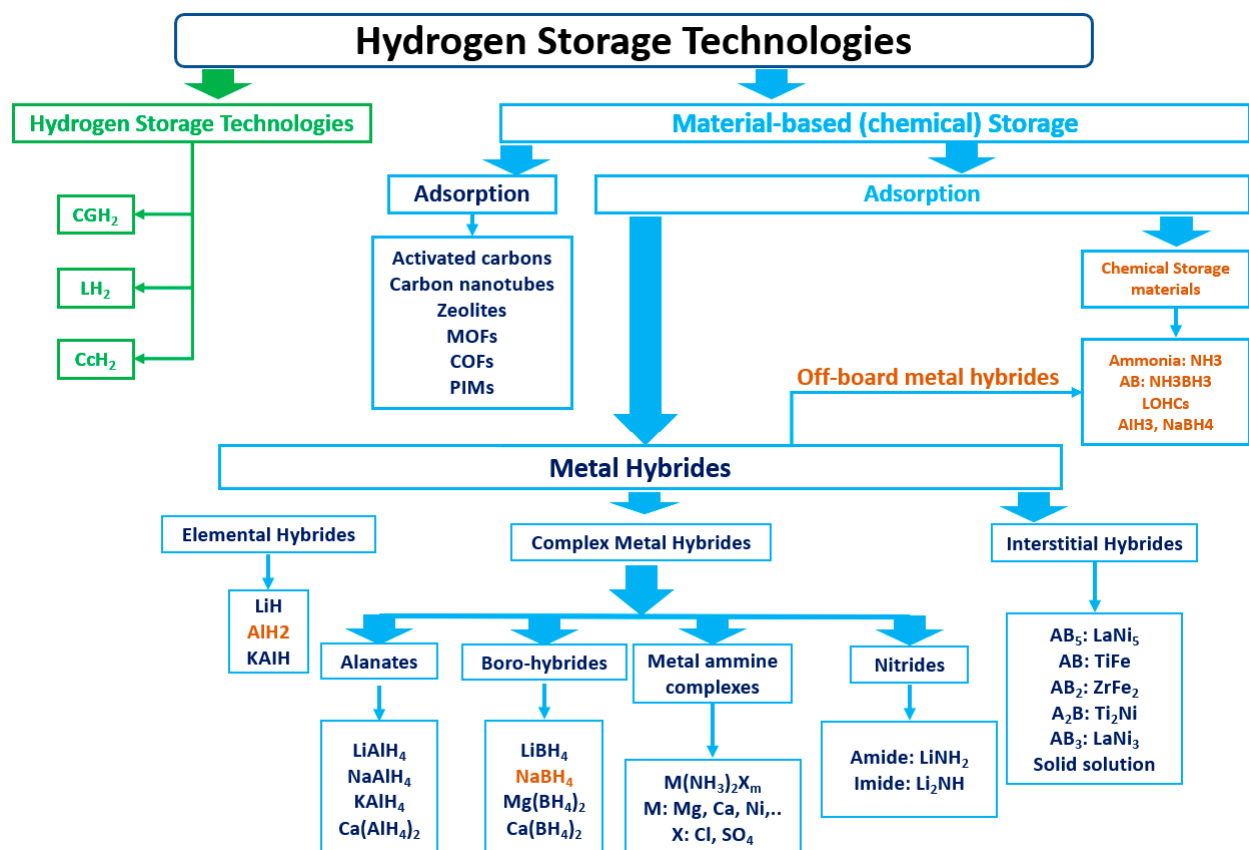 Hydrogen Storage Technologies
Hydrogen Storage Technologies
Material-based (chemical) Storage
CGH₂
LH₂
CcH₂
Adsorption
Adsorption
Activated carbons
Carbon nanotubes
Zeolites
MOFs
COFs
PIMs
Chemical Storage
materials
Off-board metal hybrides
Ammonia: NH3
AB: NH3BH3
LOHCs
AlH3, NaBH4
Metal Hybrides
Elemental Hybrides
Complex Metal Hybrides
Interstitial Hybrides
LiH
AlH2
KAlH
Alanates
Boro-hybrides
Metal ammine
complexes
Nitrides
LiAlH₄
NaAlH₄
KAlH₄
Ca(AlH₄)₂
LiBH₄
NaBH₄
Mg(BH₄)₂
Ca(BH₄)₂
M(NH₃)₂Xₘ
M: Mg, Ca, Ni,..
X: Cl, SO₄
Amide: LiNH₂
Imide: Li₂NH
AB₅: LaNi₅
AB: TiFe
AB₂: ZrFe₂
A₂B: Ti₂Ni
AB₃: LaNi₃
Solid solution